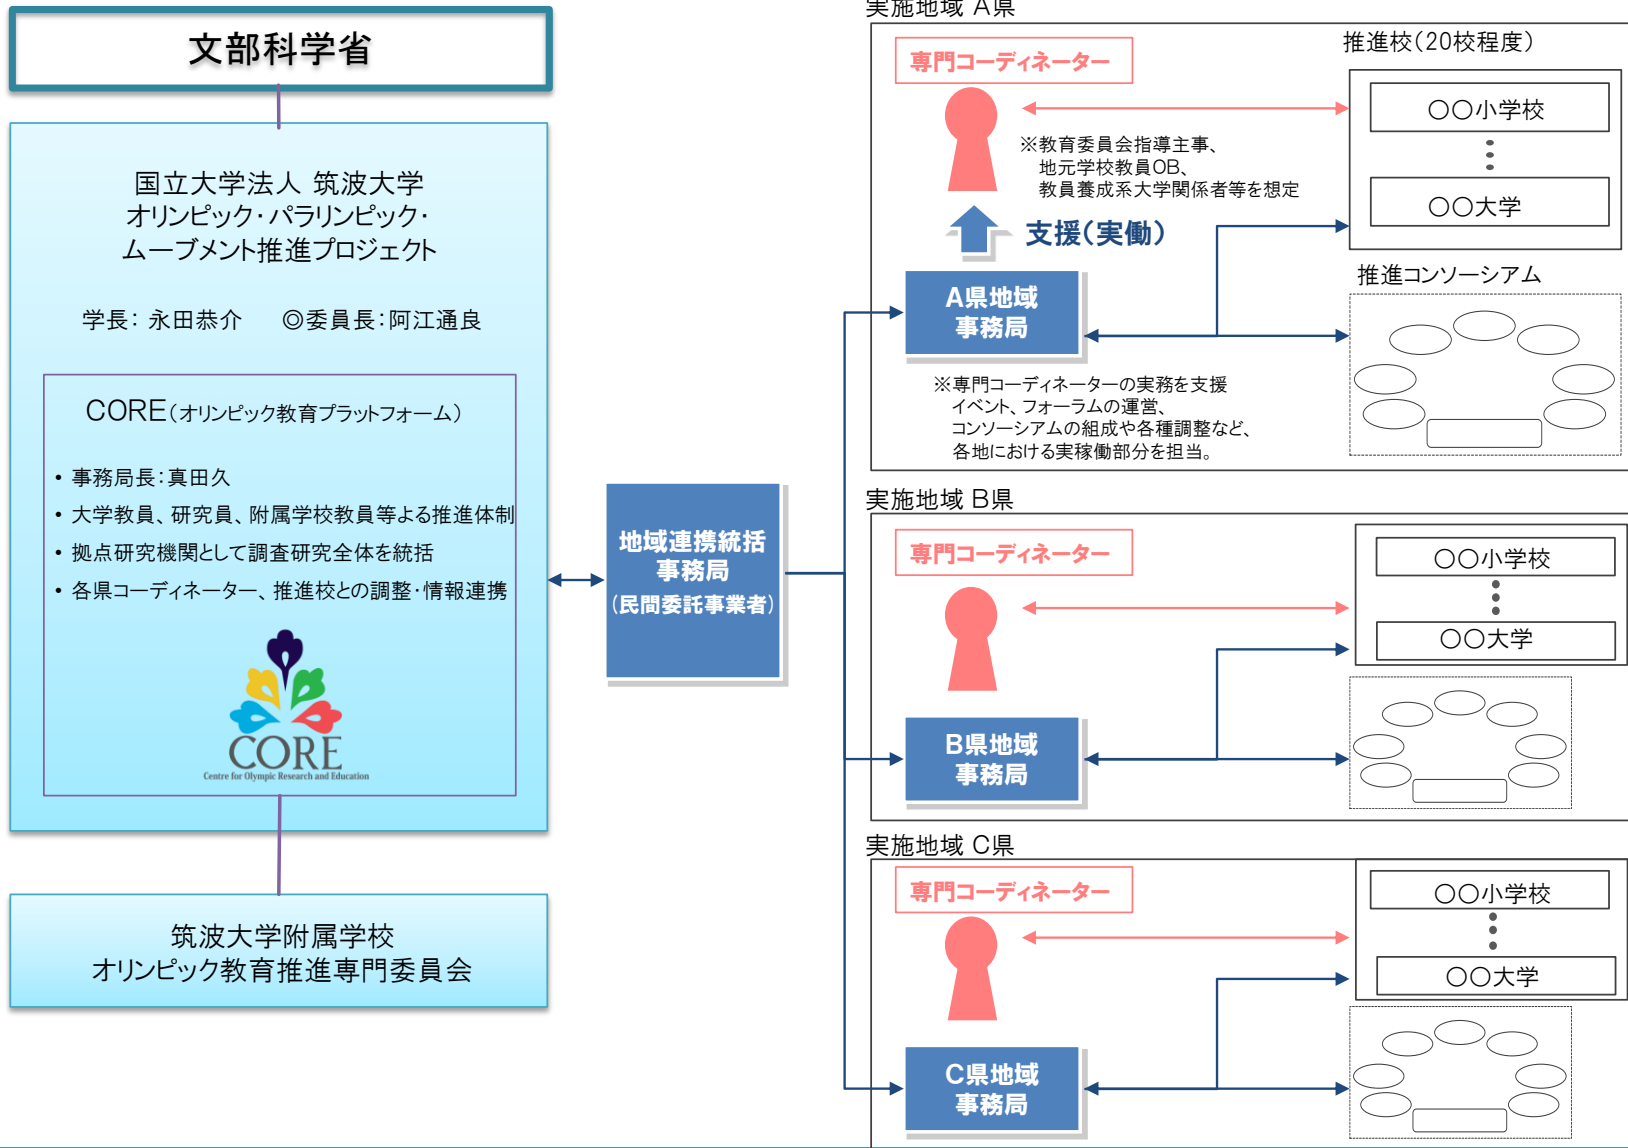 文部科学省
国立大学法人 筑波大学
オリンピック・パラリンピック・
ムーブメント推進プロジェクト
学長：永田恭介　◎委員長：阿江通良
CORE（オリンピック教育プラットフォーム）
• 事務局長：真田久
• 大学教員、研究員、附属学校教員等よる推進体制
• 拠点研究機関として調査研究全体を統括
• 各県コーディネーター、推進校との調整・情報連携
CORE
Centre for Olympic Research and Education
筑波大学附属学校
オリンピック教育推進専門委員会
地域連携統括
事務局
（民間委託事業者）
実施地域 A県
専門コーディネーター
※教育委員会指導主事、
地元学校教員OB、
教員養成系大学関係者等を想定
支援（実働）
A県地域
事務局
※専門コーディネーターの実務を支援
イベント、フォーラムの運営、
コンソーシアムの組成や各種調整など、
各地における実稼働部分を担当。
推進校（20校程度）
〇〇小学校
〇〇大学
推進コンソーシアム
実施地域 B県
専門コーディネーター
B県地域
事務局
〇〇小学校
〇〇大学
実施地域 C県
専門コーディネーター
C県地域
事務局
〇〇小学校
〇〇大学